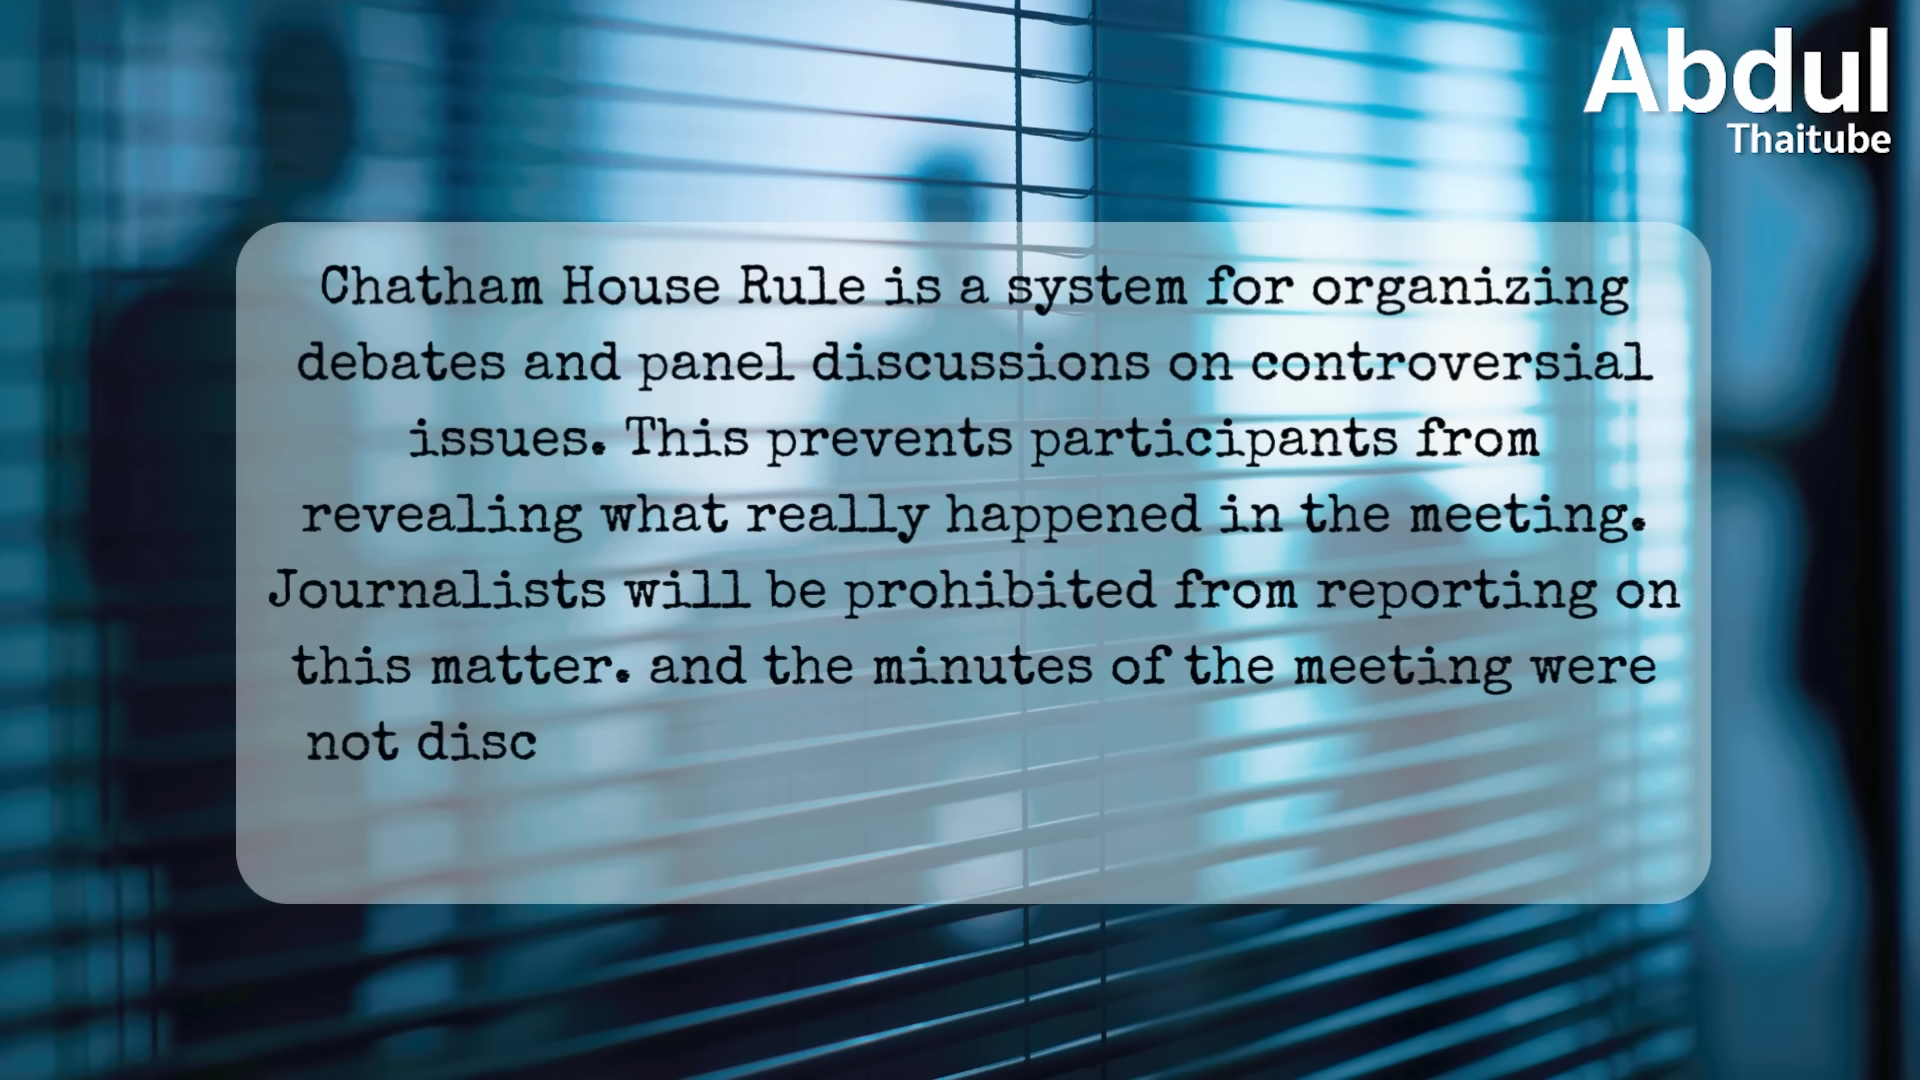 Abdul
Thaitube
Chatham House Rule is a system for organizing
debates and panel discussions on controversial
issues. This prevents participants from
revealing what really happened in the meeting.
Journalists will be prohibited from reporting on
this matter. and the minutes of the meeting were
not disc